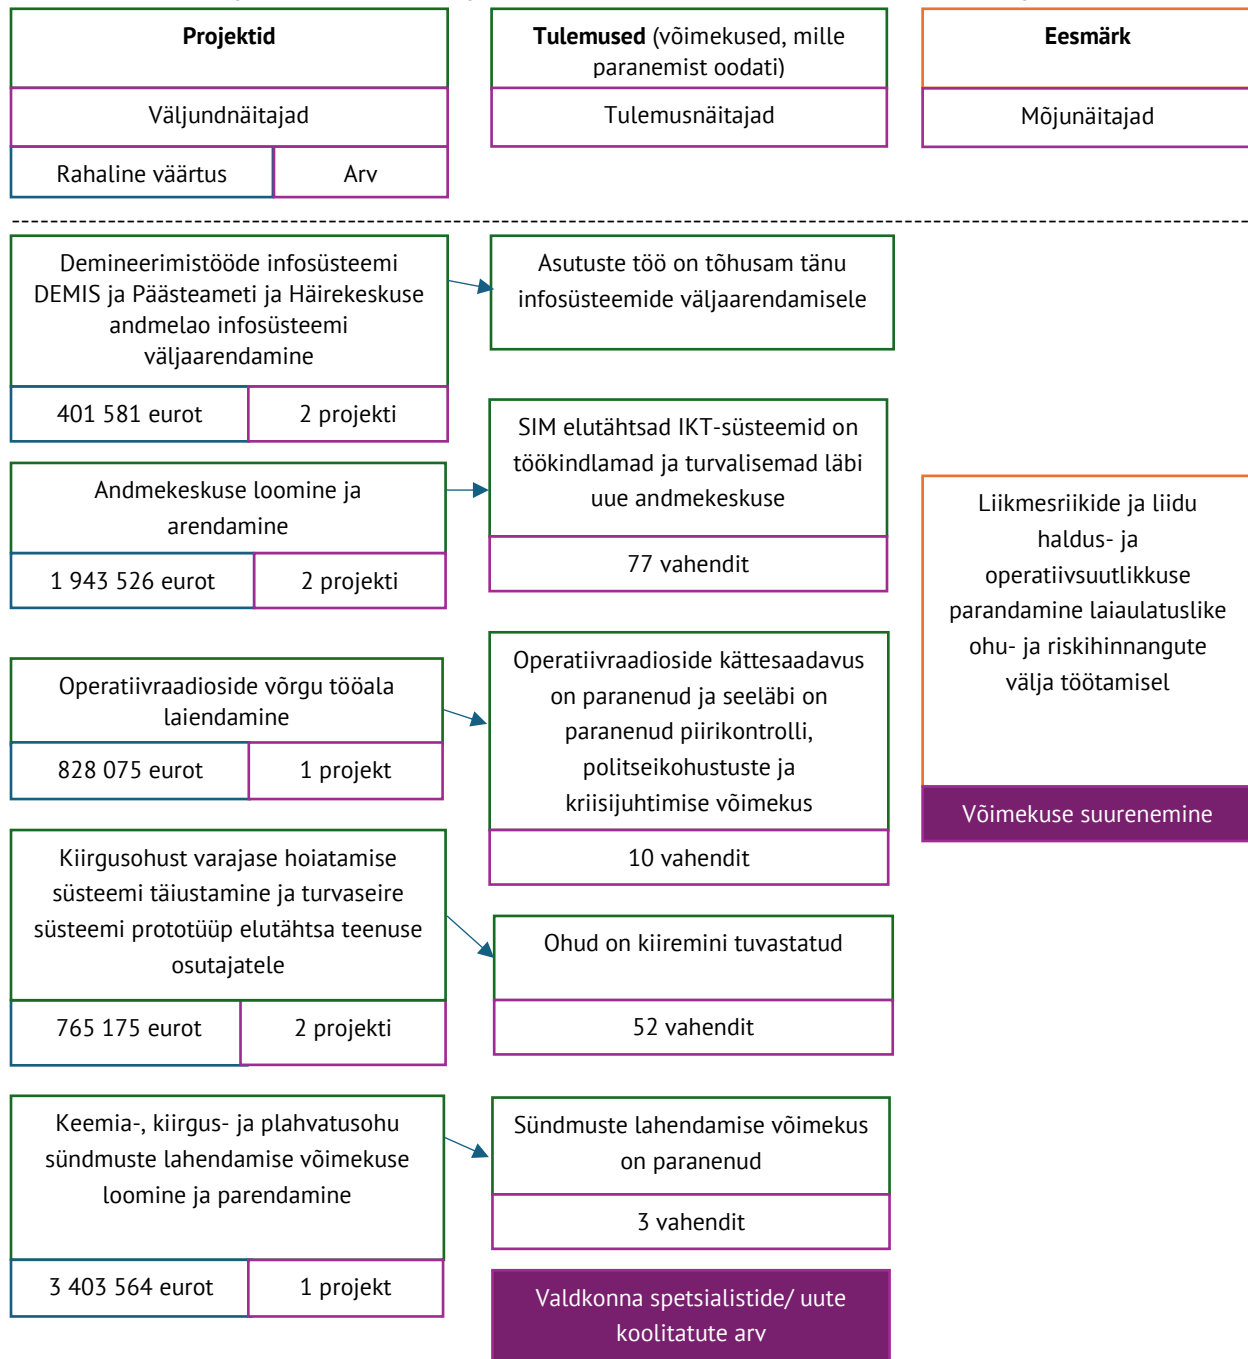 Projektid
Väljundnäitajad
Rahaline väärtus
Arv
Tulemused (võimekused, mille
paranemist oodati)
Tulemusnäitajad
Eesmärk
Mõjunäitajad
Demineerimistööde infosüsteemi
DEMIS ja Päästeameti ja Häirekeskuse
andmelao infosüsteemi
väljaarendamine
401 581 eurot
2 projekti
Asutuste töö on tõhusam tänu
infosüsteemide väljaarendamisele
Andmekeskuse loomine ja
arendamine
1 943 526 eurot
2 projekti
SIM elutähtsad IKT-süsteemid on
töökindlamad ja turvalisemad läbi
uue andmekeskuse
77 vahendit
Operatiivraadioside võrgu tööala
laiendamine
828 075 eurot
1 projekt
Operatiivraadioside kättesaadavus
on paranenud ja seeläbi on
paranenud piirikontrolli,
politseikohustuste ja
kriisijuhtimise võimekus
10 vahendit
Kiirgusohust varajase hoiatamise
süsteemi täiustamine ja turvaseire
süsteemi prototüüp elutähtsa teenuse
osutajatele
765 175 eurot
2 projekti
Ohud on kiiremini tuvastatud
52 vahendit
Keemia-, kiirgus- ja plahvatusohu
sündmuste lahendamise võimekuse
loomine ja parendamine
3 403 564 eurot
1 projekt
Sündmuste lahendamise võimekus
on paranenud
3 vahendit
Valdkonna spetsialistide/ uute
koolitatute arv
Liikmesriikide ja liidu
haldus- ja
operatiivsuutlikkuse
parandamine laiaulatuslike
ohu- ja riskihinnangute
välja töötamisel
Võimekuse suurenemine